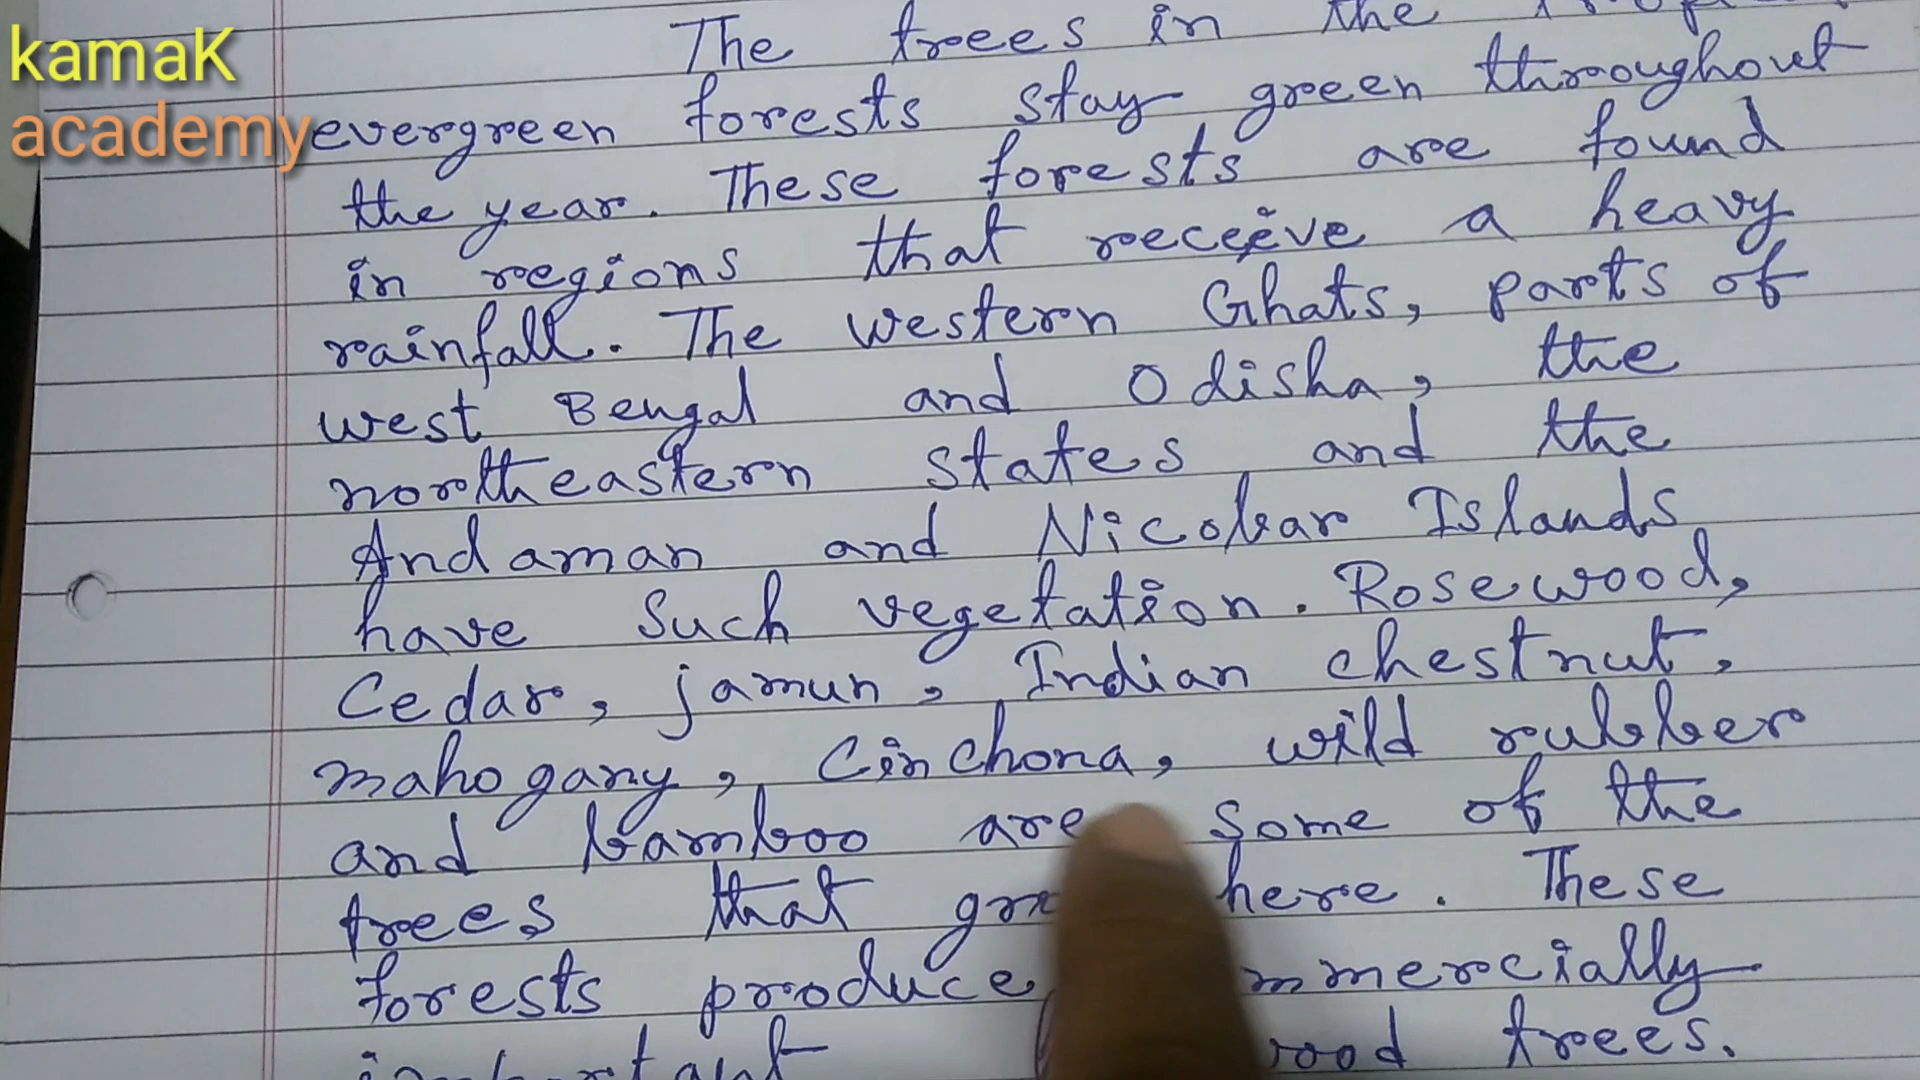 kamaK
academy
The trees in the
evergreen forests stay green throughout
the year. These forests are found
in regions that receive a heavy
rainfall. The western Ghats, parts of
west Bengal and Odisha, the
northeastern states and the
Andaman and Nicobar Islands
have such vegetation. Rosewood,
Cedar, jamun, Indian chestnut,
mahogany, Cinchona, wild rubber
and bamboo are some of the
trees that here. These
forests produce
trees.